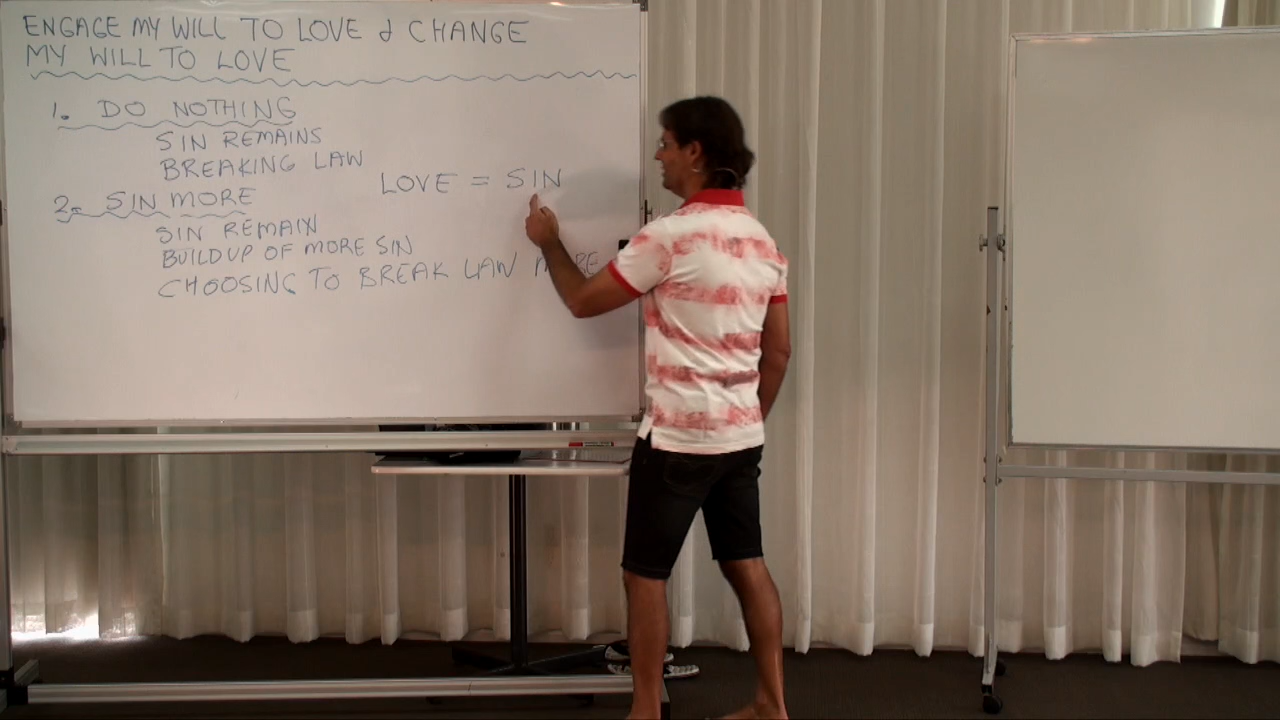 ENGAGE MY WILL TO LOVE & CHANGE
MY WILL TO LOVE
1. DO NOTHING
SIN REMAINS
BREAKING LAW
LOVE = SIN
2. SIN MORE
SIN REMAIN
BUILDUP OF MORE SIN
CHOOSING TO BREAK LAW MORE